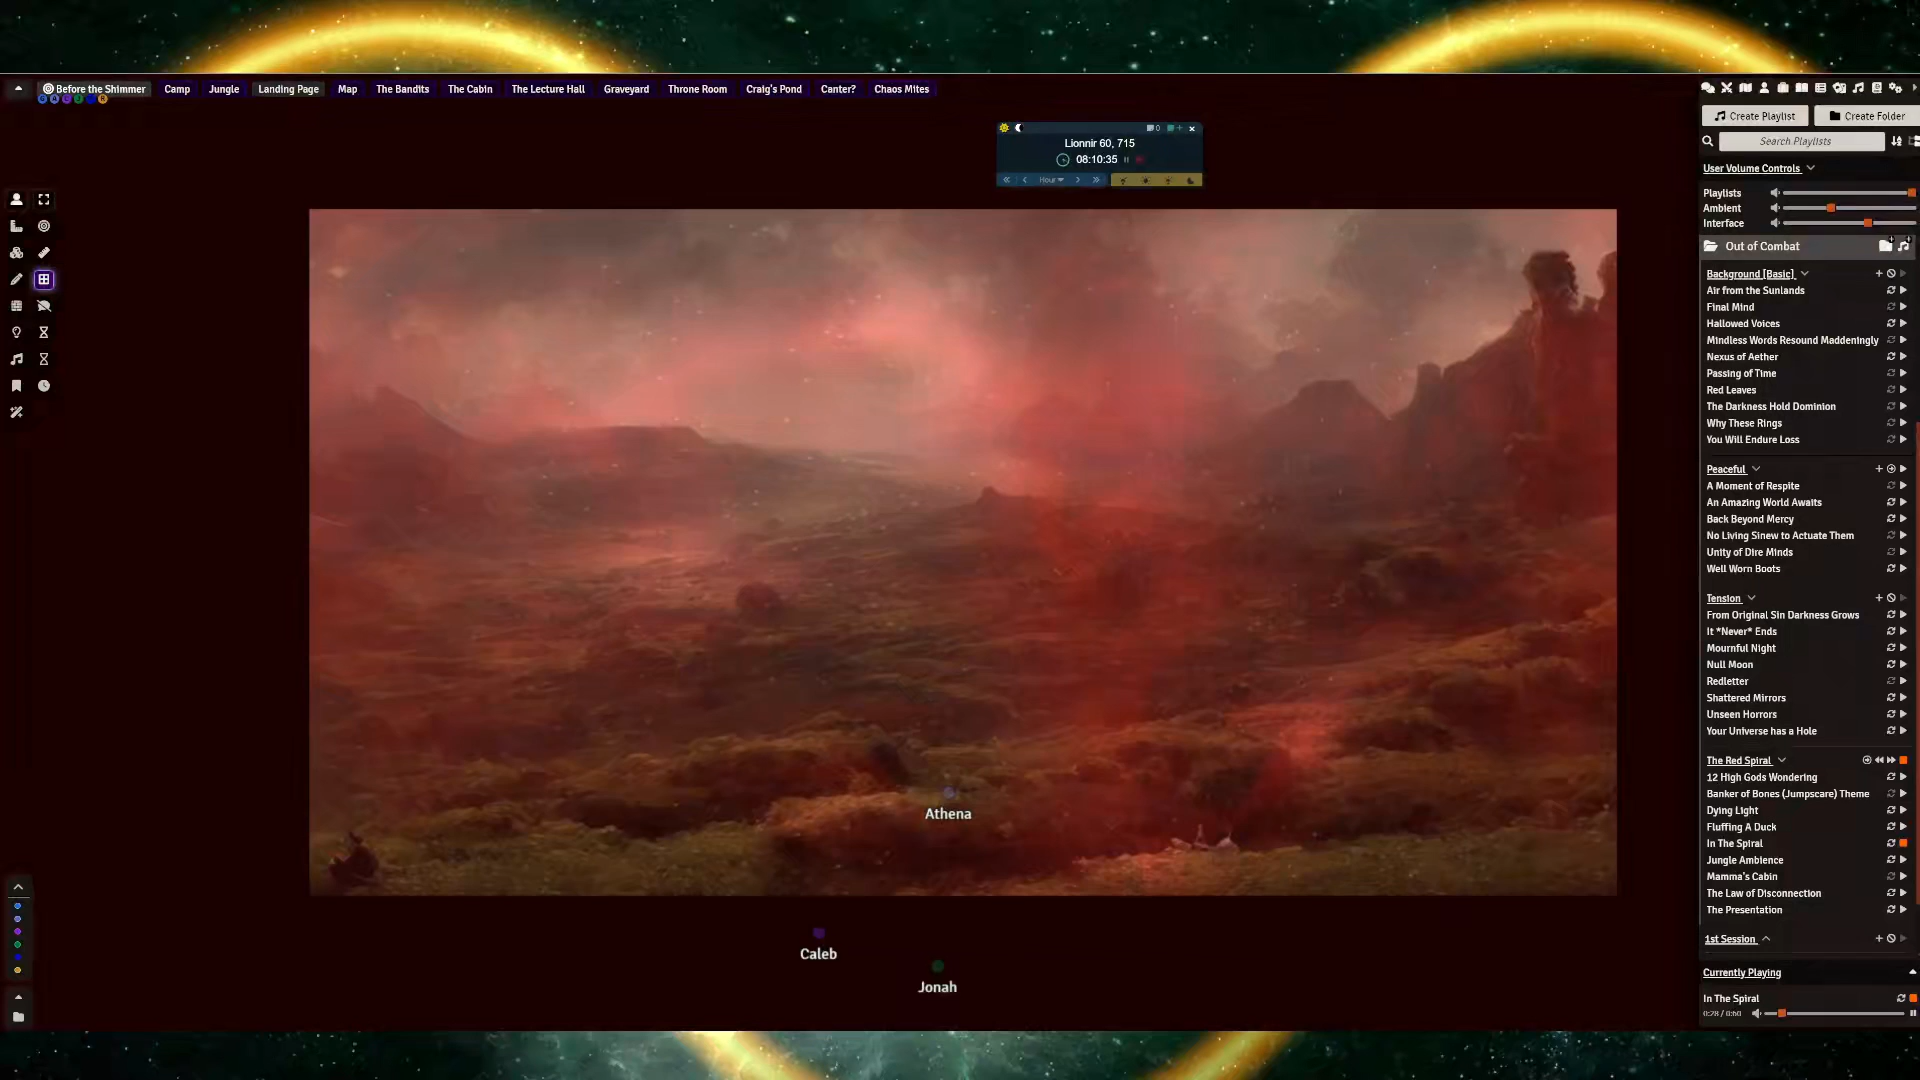 Before the Shimmer Camp Jungle Landing Page Map The Bandits The Cabin The Lecture Hall Graveyard Throne Room Craig's Pond Canter? Chaos Mites
Lionnir 60, 715
08:10:35
Hour
Athena
Caleb
Jonah
Create Playlist Create Folder
Search Playlists
User Volume Controls
Playlists
Ambient
Interface
Out of Combat
Background [Basic]
Air from the Sunlands
Final Mind
Hallowed Voices
Mindless Words Resound Maddeningly
Nexus of Aether
Passing of Time
Red Leaves
The Darkness Hold Dominion
Why These Rings
You Will Endure Loss
Peaceful
A Moment of Respite
An Amazing World Awaits
Back Beyond Mercy
No Living Sinew to Actuate Them
Unity of Dire Minds
Well Worn Boots
Tension
From Original Sin Darkness Grows
It *Never* Ends
Mournful Night
Null Moon
Redletter
Shattered Mirrors
Unseen Horrors
Your Universe has a Hole
The Red Spiral
12 High Gods Wondering
Banker of Bones (Jumpscare) Theme
Dying Light
Fluffing A Duck
In The Spiral
Jungle Ambience
Mamma's Cabin
The Law of Disconnection
The Presentation
1st Session
Currently Playing
In The Spiral
0:28 / 0:60